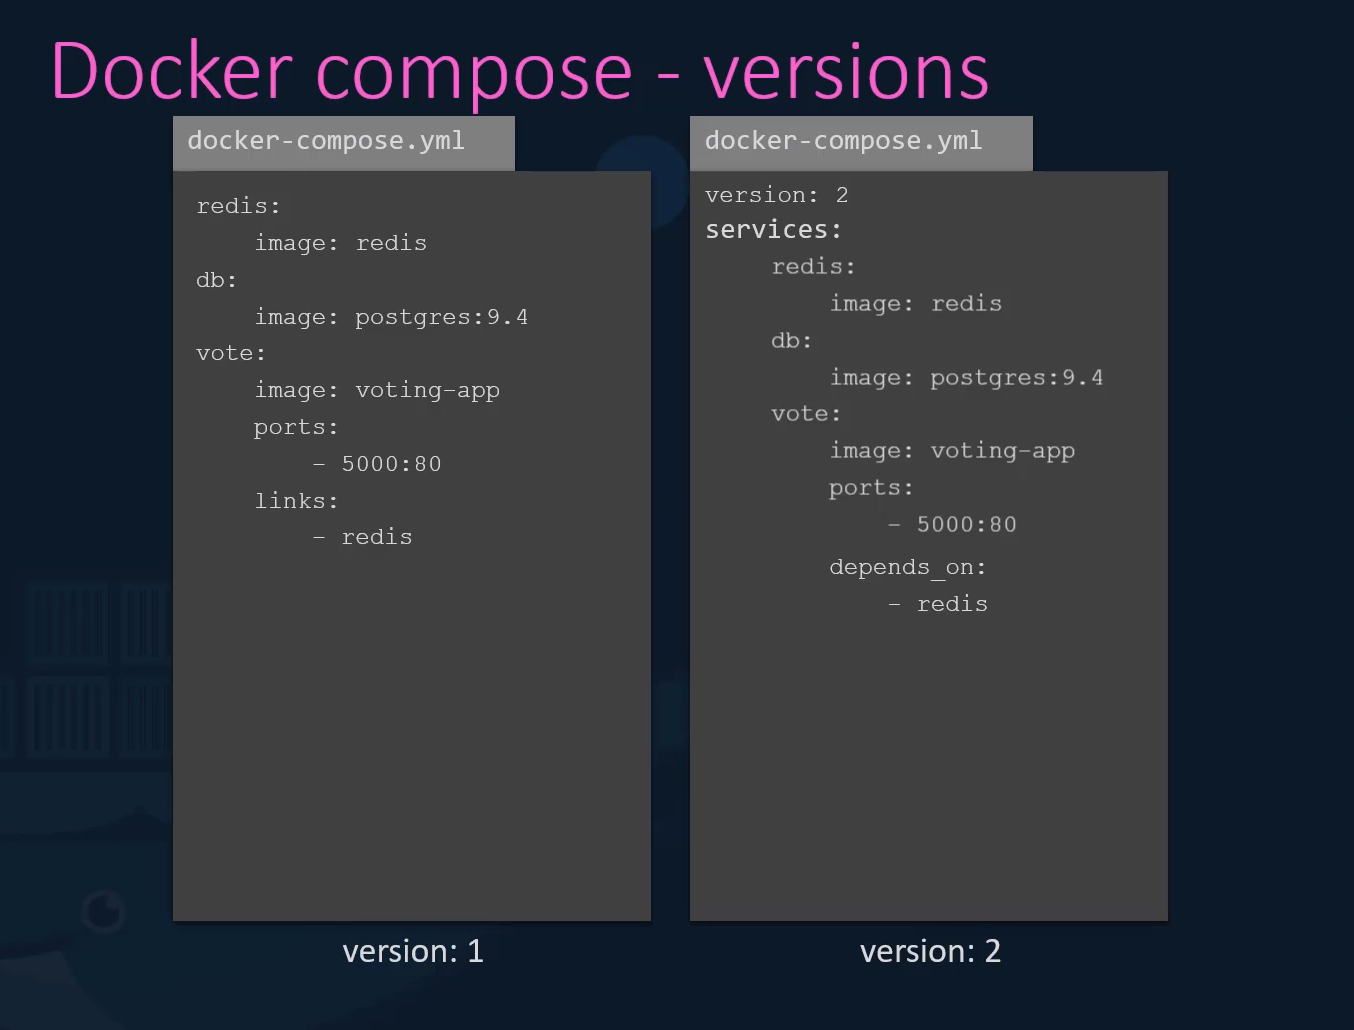 Docker compose - versions
docker-compose.yml
redis:
image: redis
db:
image: postgres:9.4
vote:
image: voting-app
ports:
- 5000:80
links:
- redis
version: 1
docker-compose.yml
version: 2
services:
redis:
image: redis
db:
image: postgres:9.4
vote:
image: voting-app
ports:
- 5000:80
depends_on:
- redis
version: 2